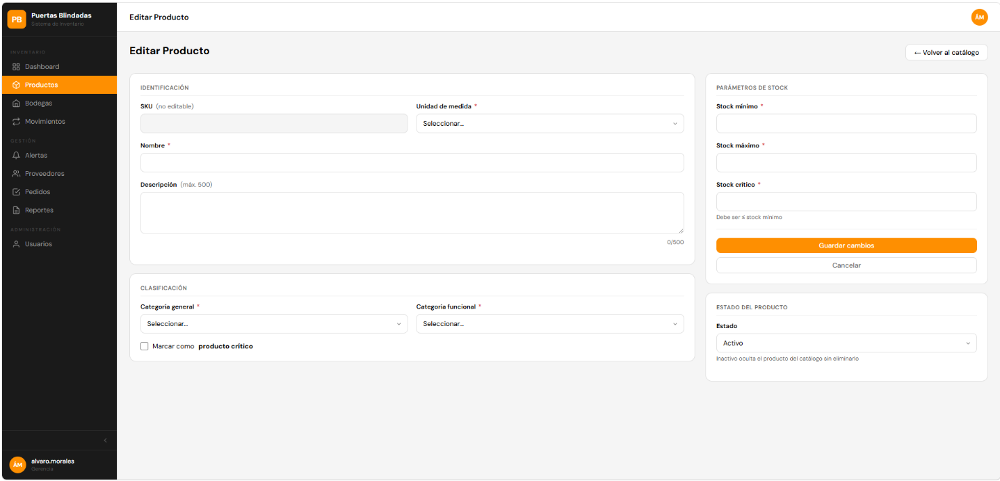 PB
Puertas Blindadas
Sistema de Inventario
INVENTARIO
Dashboard
Productos
Bodegas
Movimientos
GESTIÓN
Alertas
Proveedores
Pedidos
Reportes
ADMINISTRACIÓN
Usuarios
ÁM
alvaro.morales
Gerencia
Editar Producto
ÁM
Editar Producto
← Volver al catálogo
IDENTIFICACIÓN
SKU (no editable)
Unidad de medida *
Seleccionar...
Nombre *
Descripción (máx. 500)
0/500
CLASIFICACIÓN
Categoría general *
Seleccionar...
Categoría funcional *
Seleccionar...
Marcar como producto crítico
PARÁMETROS DE STOCK
Stock mínimo *
Stock máximo *
Stock crítico *
Debe ser ≤ stock mínimo
Guardar cambios
Cancelar
ESTADO DEL PRODUCTO
Estado
Activo
Inactivo oculta el producto del catálogo sin eliminarlo